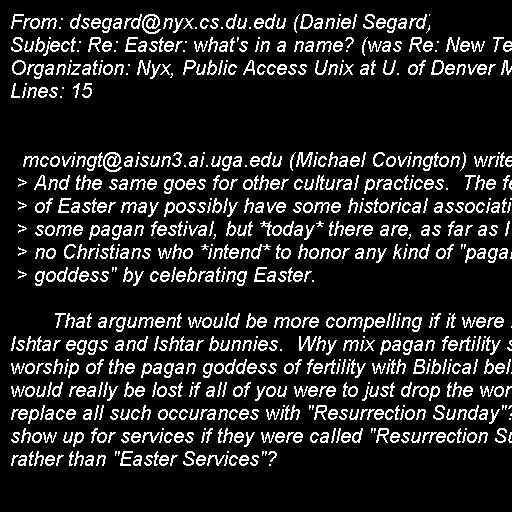 From: dsegard@nyx.cs.du.edu (Daniel Segard)
Subject: Re: Easter: what's in a name? (was Re: New Te
Organization: Nyx, Public Access Unix at U. of Denver M
Lines: 15
mcovingt@aisun3.ai.uga.edu (Michael Covington) write
> And the same goes for other cultural practices.  The fe
> of Easter may possibly have some historical associati
> some pagan festival, but *today* there are, as far as I
> no Christians who *intend* to honor any kind of "paga
> goddess" by celebrating Easter.
That argument would be more compelling if it were
Ishtar eggs and Ishtar bunnies.  Why mix pagan fertility s
worship of the pagan goddess of fertility with Biblical bel
would really be lost if all of you were to just drop the wor
replace all such occurances with "Resurrection Sunday"?
show up for services if they were called "Resurrection Su
rather than "Easter Services"?